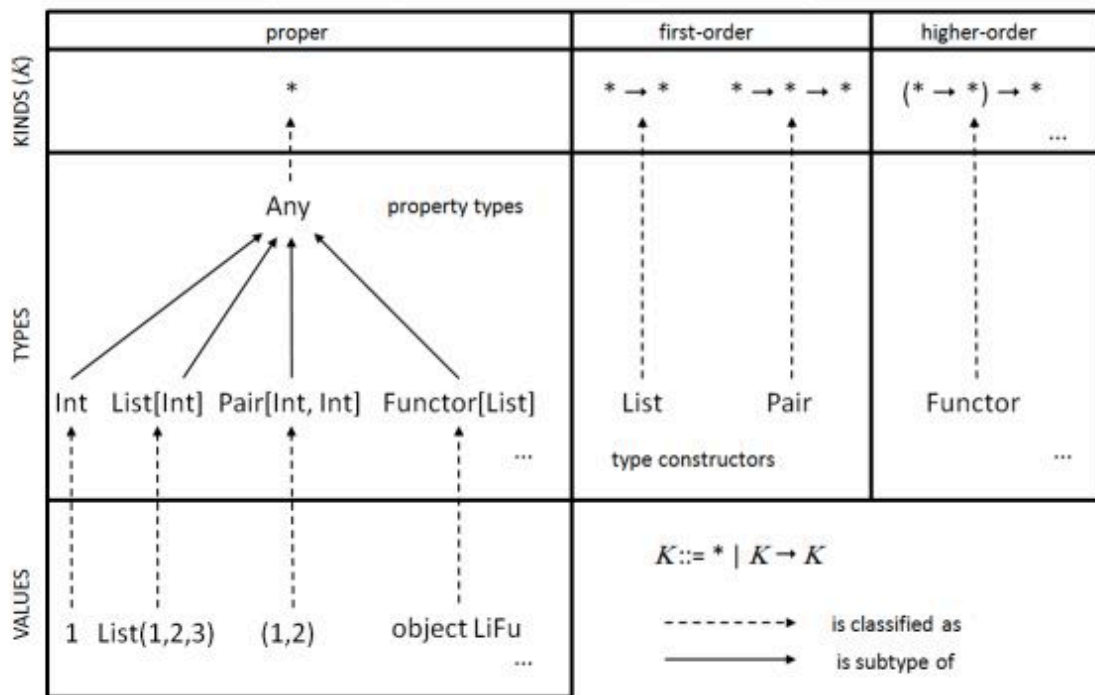 proper first-order higher-order
KINDS (K)
* * → * * → * → * (* → *) → *
...
TYPES
Any property types
Int List[Int] Pair[Int, Int] Functor[List] List Pair Functor
... type constructors ...
VALUES
K ::= * | K → K
1 List(1,2,3) (1,2) object LiFu
...
is classified as
is subtype of